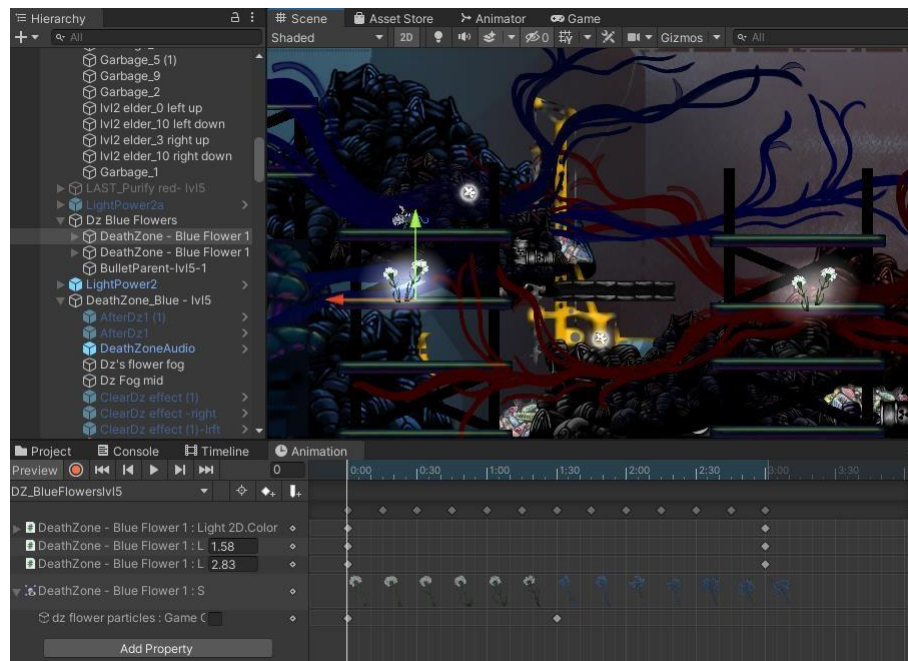 Hierarchy
All
Garbage_5 (1)
Garbage_9
Garbage_2
lvl2 elder_0 left up
lvl2 elder_10 left down
lvl2 elder_3 right up
lvl2 elder_10 right down
Garbage_1
LAST_Purify red- lvl5
LightPower2a
Dz Blue Flowers
DeathZone - Blue Flower 1
DeathZone - Blue Flower 1
BulletParent-lvl5-1
LightPower2
DeathZone_Blue - lvl5
AfterDz1 (1)
AfterDz1
DeathZoneAudio
Dz's flower fog
Dz Fog mid
ClearDz effect (1)
ClearDz effect -right
ClearDz effect (1)-lrft
Scene Asset Store Animator Game
Shaded 2D 0 Gizmos All
Project Console Timeline Animation
Preview 0 0:00 0:30 1:00 1:30 2:00 2:30 3:00 3:30
DZ_BlueFlowerslvl5
DeathZone - Blue Flower 1 : Light 2D.Color
DeathZone - Blue Flower 1 : L 1.58
DeathZone - Blue Flower 1 : L 2.83
DeathZone - Blue Flower 1 : S
dz flower particles : Game
Add Property